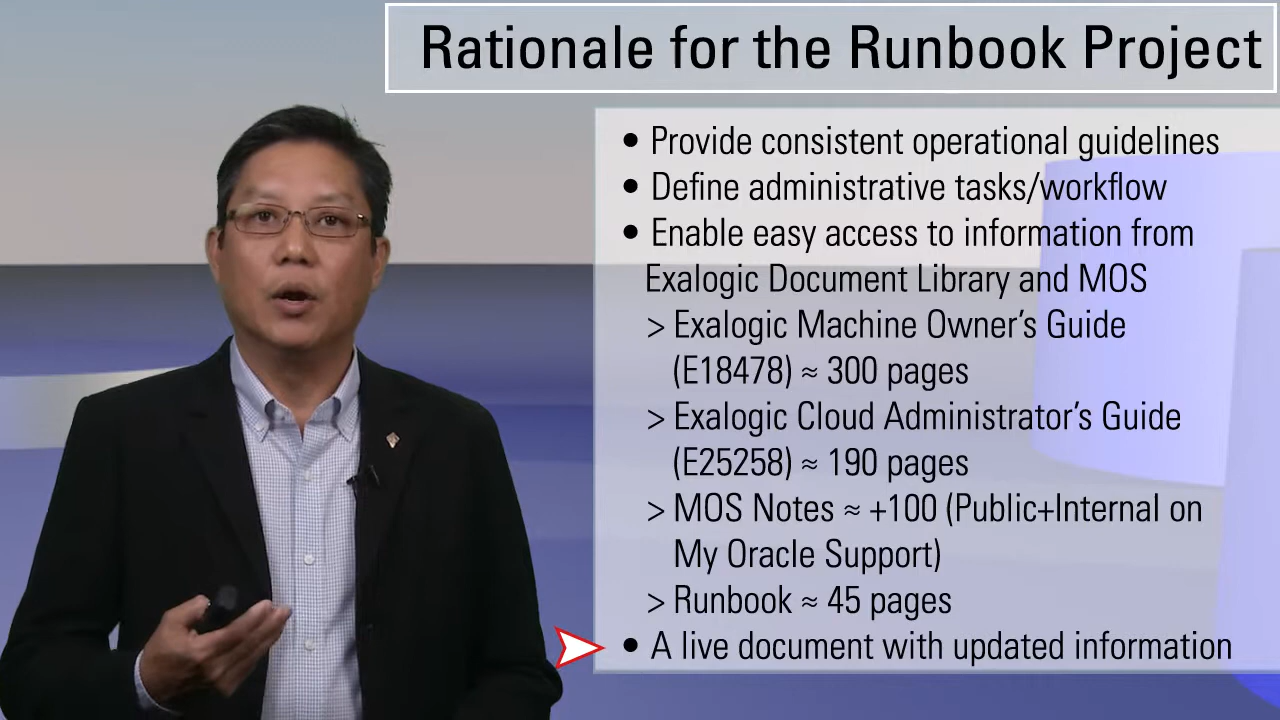 Rationale for the Runbook Project
• Provide consistent operational guidelines
• Define administrative tasks/workflow
• Enable easy access to information from
Exalogic Document Library and MOS
> Exalogic Machine Owner's Guide
(E18478) ≈ 300 pages
> Exalogic Cloud Administrator's Guide
(E25258) ≈ 190 pages
> MOS Notes ≈ +100 (Public+Internal on
My Oracle Support)
> Runbook ≈ 45 pages
• A live document with updated information